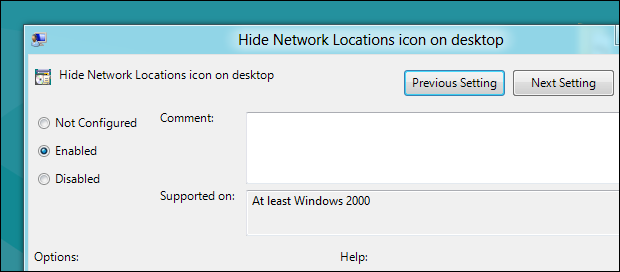 Hide Network Locations icon on desktop
Hide Network Locations icon on desktop
Previous Setting
Next Setting
Not Configured
Comment:
Enabled
Disabled
Supported on:
At least Windows 2000
Options:
Help: